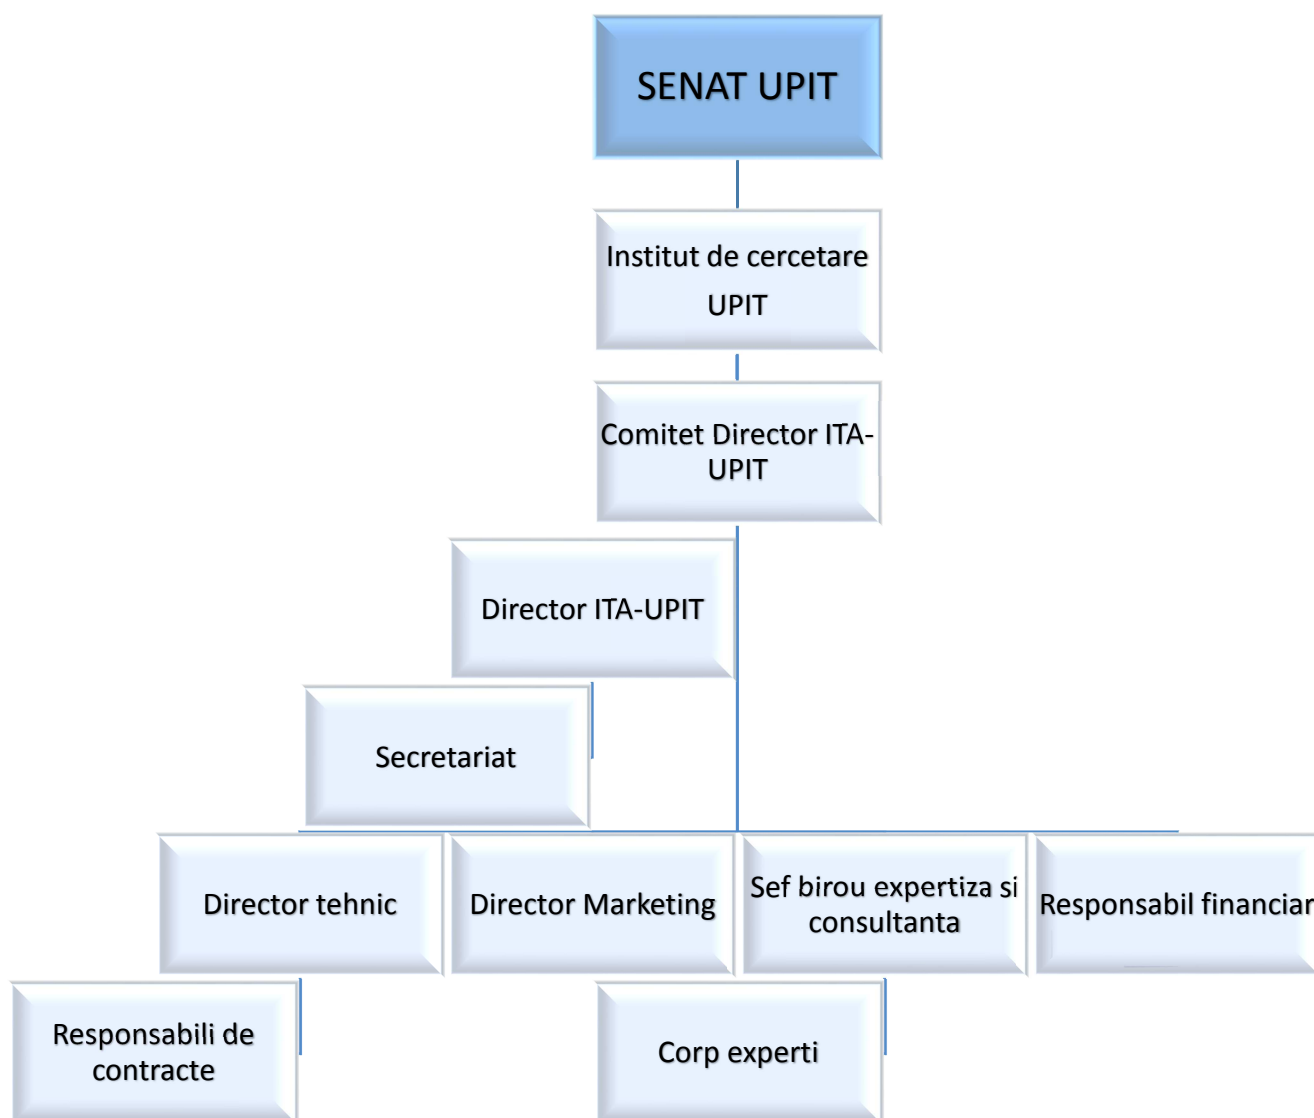 SENAT UPIT
Institut de cercetare
UPIT
Comitet Director ITA-
UPIT
Director ITA-UPIT
Secretariat
Director tehnic
Director Marketing
Sef birou expertiza si
consultanta
Responsabil financiar
Responsabili de
contracte
Corp experti